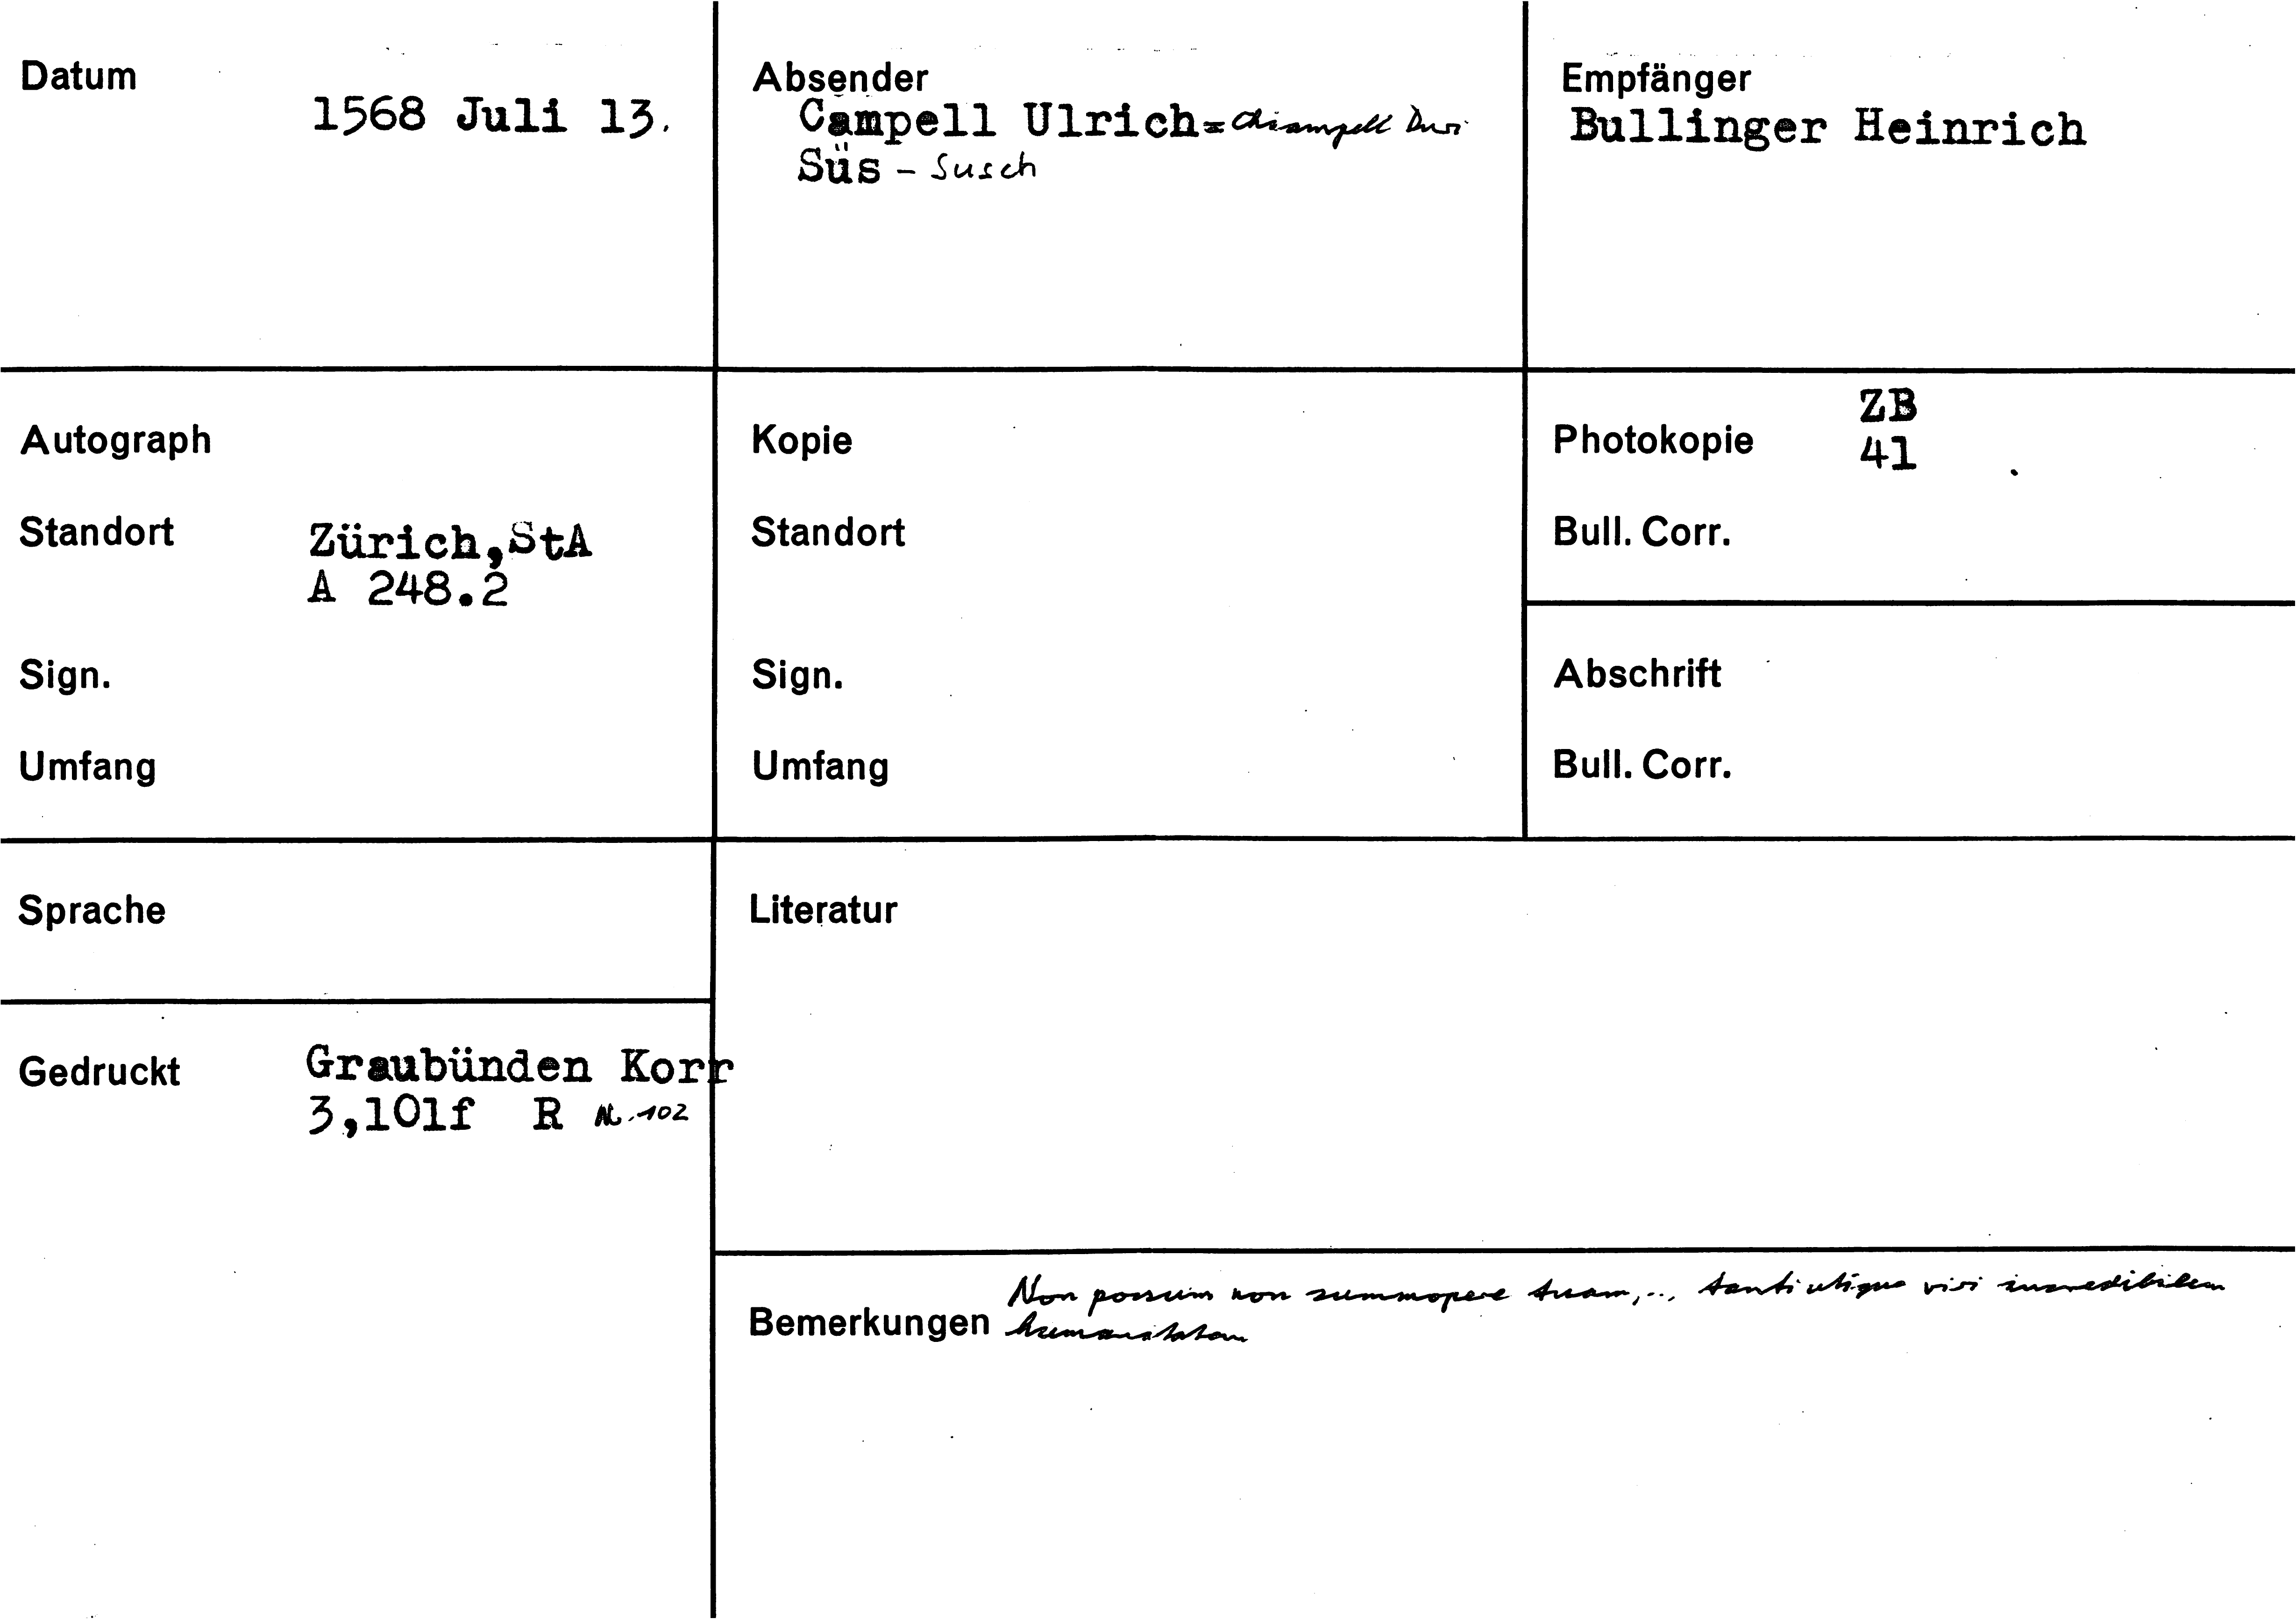 Datum
1568 Juli 13.
Absender
Campell Ulrich = Chiampell Duri
Süs - Susch
Empfänger
Bullinger Heinrich
Autograph
Standort
Zürich,StA
A 248.2
Sign.
Umfang
Kopie
Standort
Sign.
Umfang
Photokopie
ZB
41
Bull. Corr.
Abschrift
Bull. Corr.
Sprache
Gedruckt
Graubünden Korr
3,101f R Nr. 102
Literatur
Bemerkungen
Non possum non summopere tuam,.., tanti utique viri incredibilem
humanitatem